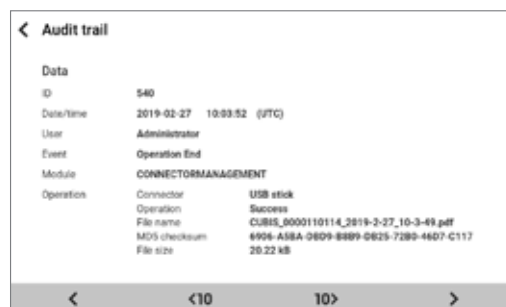 Audit trail
Data
ID 540
Date/time 2019-02-27 10:03:52 (UTC)
User Administrator
Event Operation End
Module CONNECTORMANAGEMENT
Operation Connector USB stick
Operation Success
File name CUBIS_0000110114_2019-2-27_10-3-49.pdf
MD5 checksum 6906-A5BA-D8D9-B8B9-DB25-7280-46D7-C117
File size 20.22 kB
< <10 10> >